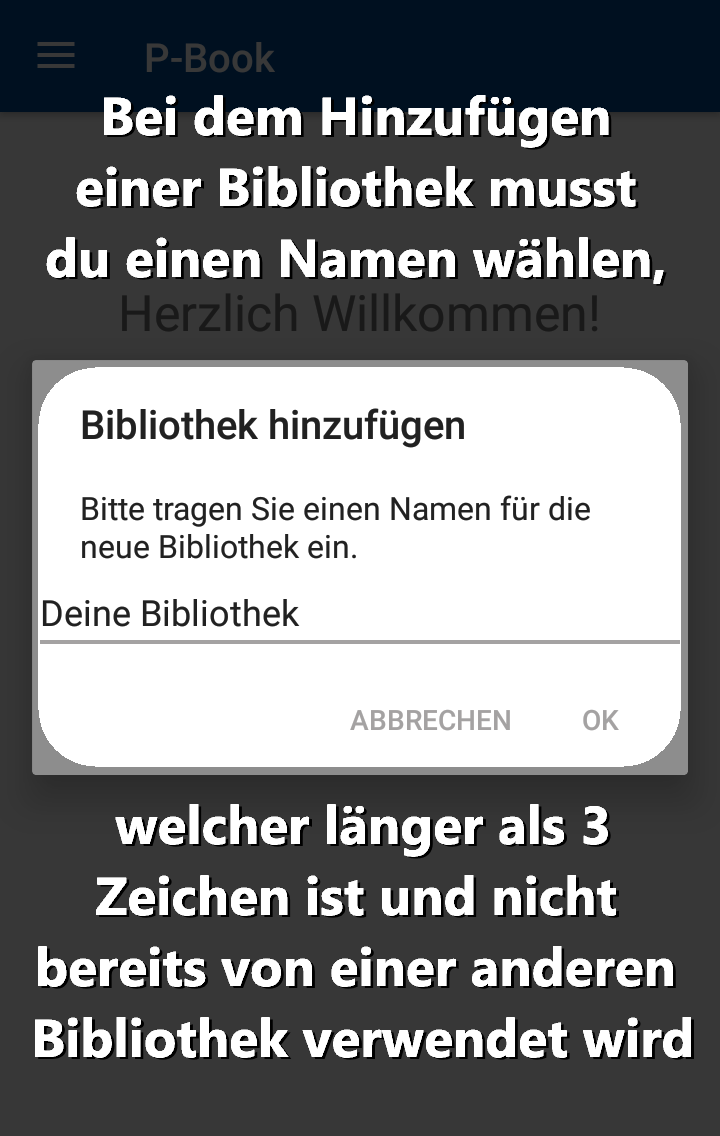 P-Book
Bei dem Hinzufügen
einer Bibliothek musst
du einen Namen wählen,
Herzlich Willkommen!
Bibliothek hinzufügen
Bitte tragen Sie einen Namen für die
neue Bibliothek ein.
Deine Bibliothek
ABBRECHEN OK
welcher länger als 3
Zeichen ist und nicht
bereits von einer anderen
Bibliothek verwendet wird